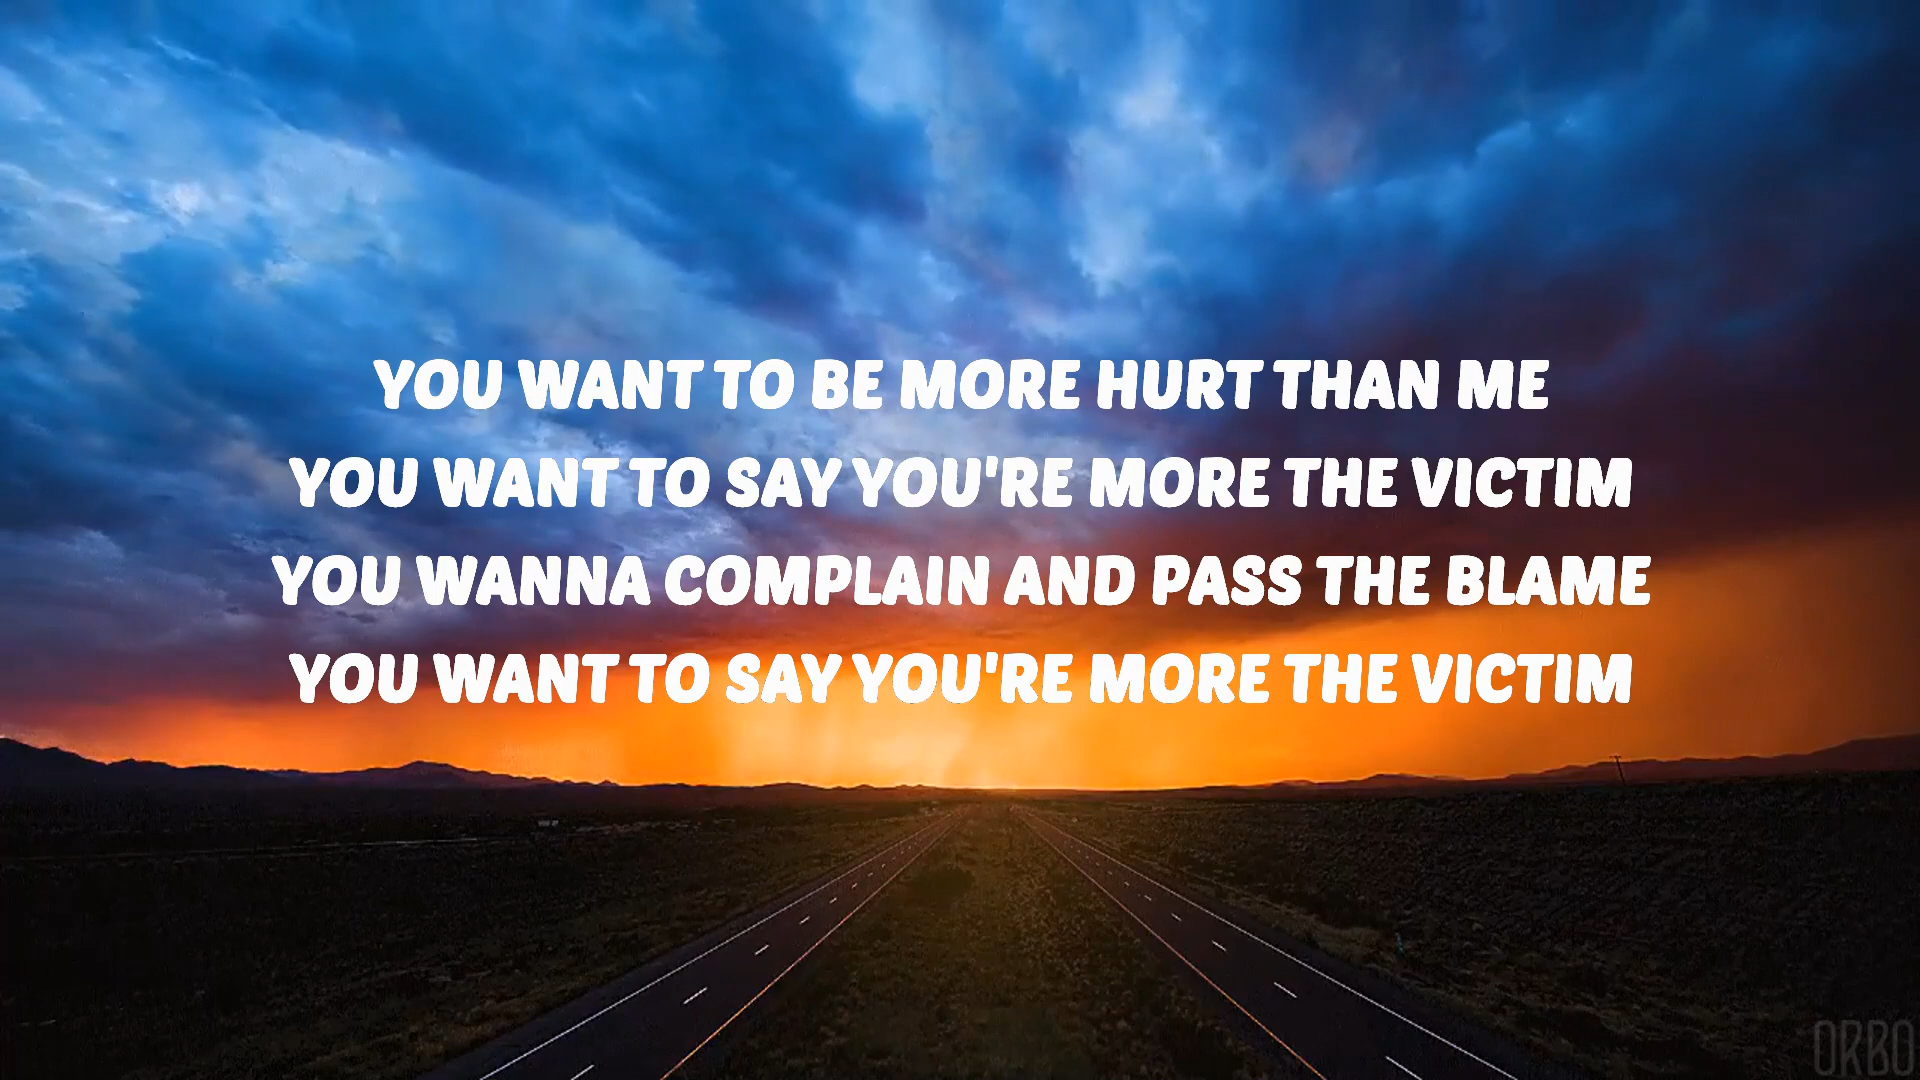 YOU WANT TO BE MORE HURT THAN ME
YOU WANT TO SAY YOU'RE MORE THE VICTIM
YOU WANNA COMPLAIN AND PASS THE BLAME
YOU WANT TO SAY YOU'RE MORE THE VICTIM
ORBO